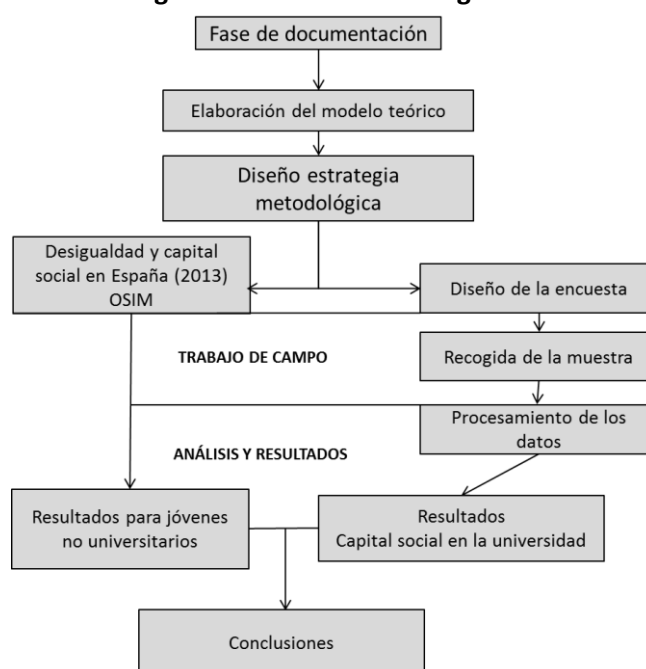 Fase de documentación
Elaboración del modelo teórico
Diseño estrategia
metodológica
Desigualdad y capital
social en España (2013)
OSIM
Diseño de la encuesta
TRABAJO DE CAMPO
Recogida de la muestra
Procesamiento de los
datos
ANÁLISIS Y RESULTADOS
Resultados para jóvenes
no universitarios
Resultados
Capital social en la universidad
Conclusiones